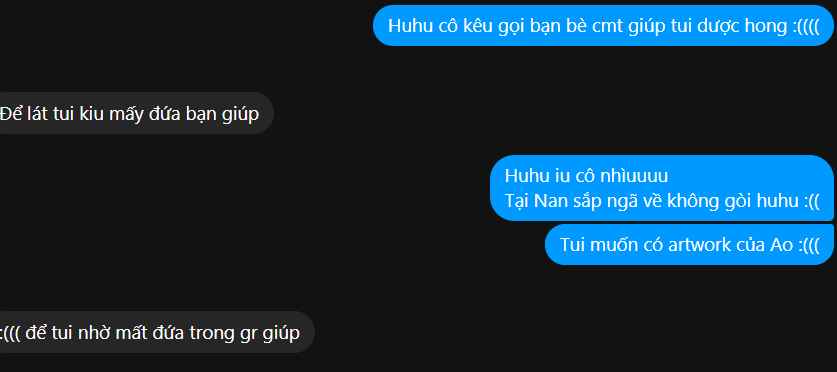 Huhu cô kêu gọi bạn bè cmt giúp tui dược hong :((((
Để lát tui kiu mấy đứa bạn giúp
Huhu iu cô nhìuuuu
Tại Nan sắp ngã về không gòi huhu :((
Tui muốn có artwork của Ao :(((
:((( để tui nhờ mất đứa trong gr giúp